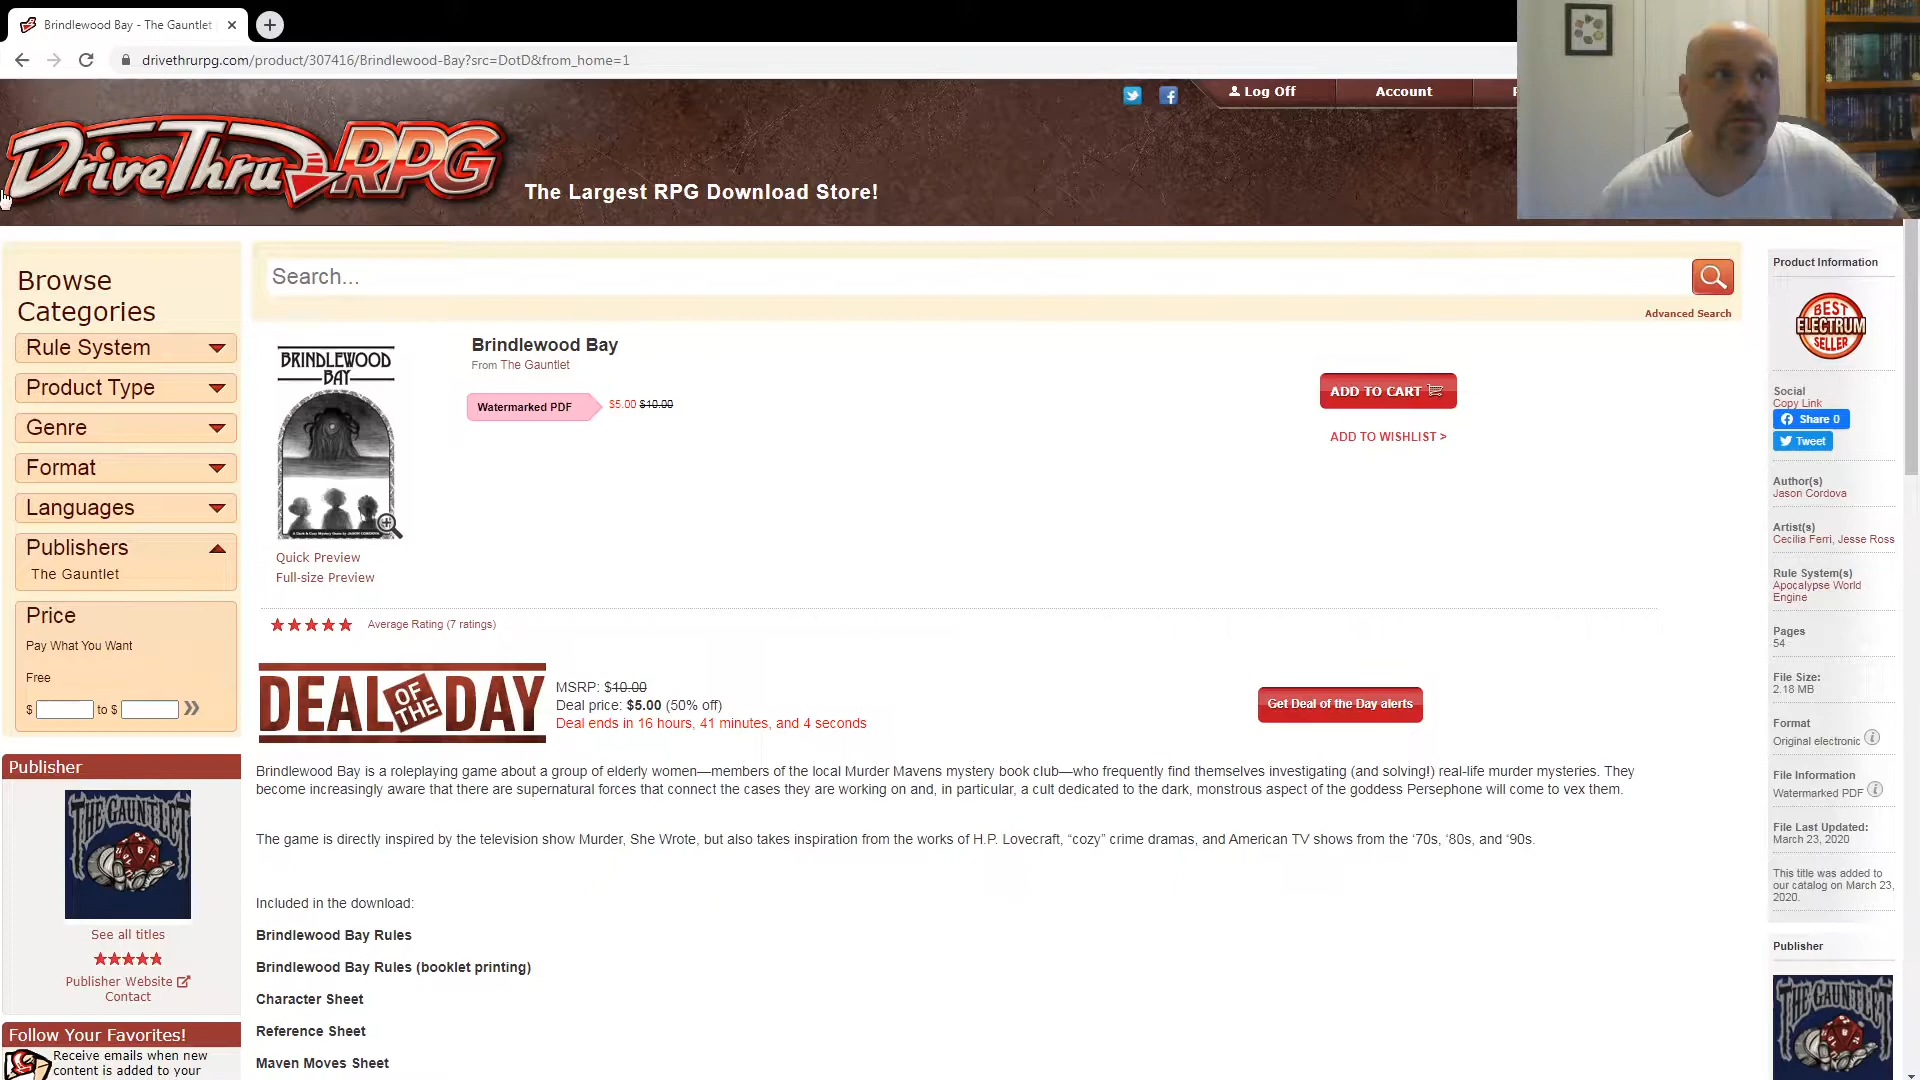 Brindlewood Bay - The Gauntlet
drivethrurpg.com/product/307416/Brindlewood-Bay?src=DotD&from_home=1
Log Off
Account
DriveThruRPG
The Largest RPG Download Store!
Browse
Categories
Rule System
Product Type
Genre
Format
Languages
Publishers
The Gauntlet
Price
Pay What You Want
Free
$ to $
Publisher
THE GAUNTLET
See all titles
Publisher Website
Contact
Follow Your Favorites!
Receive emails when new
content is added to your
Search...
Advanced Search
BRINDLEWOOD
BAY
Quick Preview
Full-size Preview
Brindlewood Bay
From The Gauntlet
Watermarked PDF
$5.00 $10.00
ADD TO CART
ADD TO WISHLIST >
Average Rating (7 ratings)
DEAL OF THE DAY
MSRP: $10.00
Deal price: $5.00 (50% off)
Deal ends in 16 hours, 41 minutes, and 4 seconds
Get Deal of the Day alerts
Brindlewood Bay is a roleplaying game about a group of elderly women—members of the local Murder Mavens mystery book club—who frequently find themselves investigating (and solving!) real-life murder mysteries. They
become increasingly aware that there are supernatural forces that connect the cases they are working on and, in particular, a cult dedicated to the dark, monstrous aspect of the goddess Persephone will come to vex them.
The game is directly inspired by the television show Murder, She Wrote, but also takes inspiration from the works of H.P. Lovecraft, “cozy” crime dramas, and American TV shows from the ‘70s, ‘80s, and ‘90s.
Included in the download:
Brindlewood Bay Rules
Brindlewood Bay Rules (booklet printing)
Character Sheet
Reference Sheet
Maven Moves Sheet
Product Information
BEST
ELECTRUM
SELLER
Social
Copy Link
Share 0
Tweet
Author(s)
Jason Cordova
Artist(s)
Cecilia Ferri, Jesse Ross
Rule System(s)
Apocalypse World
Engine
Pages
54
File Size:
2.18 MB
Format
Original electronic
File Information
Watermarked PDF
File Last Updated:
March 23, 2020
This title was added to
our catalog on March 23,
2020.
Publisher
THE GAUNTLET